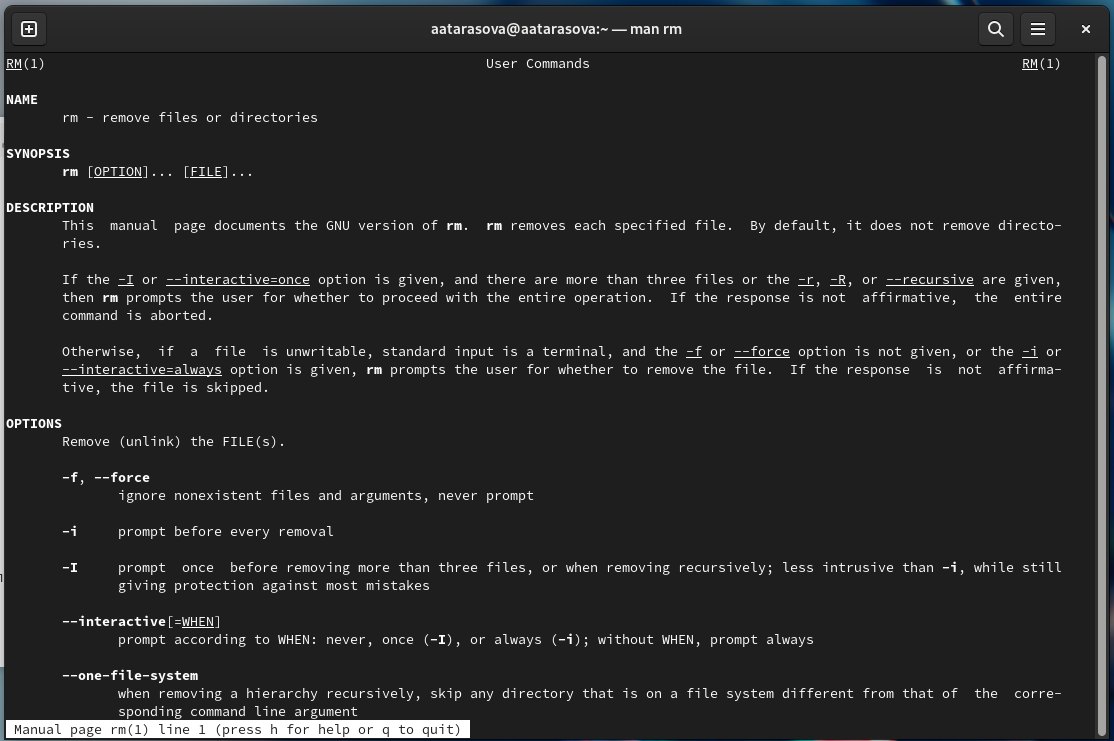 aatarasova@aatarasova:~ — man rm
RM(1) User Commands RM(1)
NAME
rm - remove files or directories
SYNOPSIS
rm [OPTION]... [FILE]...
DESCRIPTION
This manual page documents the GNU version of rm. rm removes each specified file. By default, it does not remove directo-
ries.
If the -I or --interactive=once option is given, and there are more than three files or the -r, -R, or --recursive are given,
then rm prompts the user for whether to proceed with the entire operation. If the response is not affirmative, the entire
command is aborted.
Otherwise, if a file is unwritable, standard input is a terminal, and the -f or --force option is not given, or the -i or
--interactive=always option is given, rm prompts the user for whether to remove the file. If the response is not affirma-
tive, the file is skipped.
OPTIONS
Remove (unlink) the FILE(s).
-f, --force
ignore nonexistent files and arguments, never prompt
-i prompt before every removal
-I prompt once before removing more than three files, or when removing recursively; less intrusive than -i, while still
giving protection against most mistakes
--interactive[=WHEN]
prompt according to WHEN: never, once (-I), or always (-i); without WHEN, prompt always
--one-file-system
when removing a hierarchy recursively, skip any directory that is on a file system different from that of the corre-
sponding command line argument
Manual page rm(1) line 1 (press h for help or q to quit)